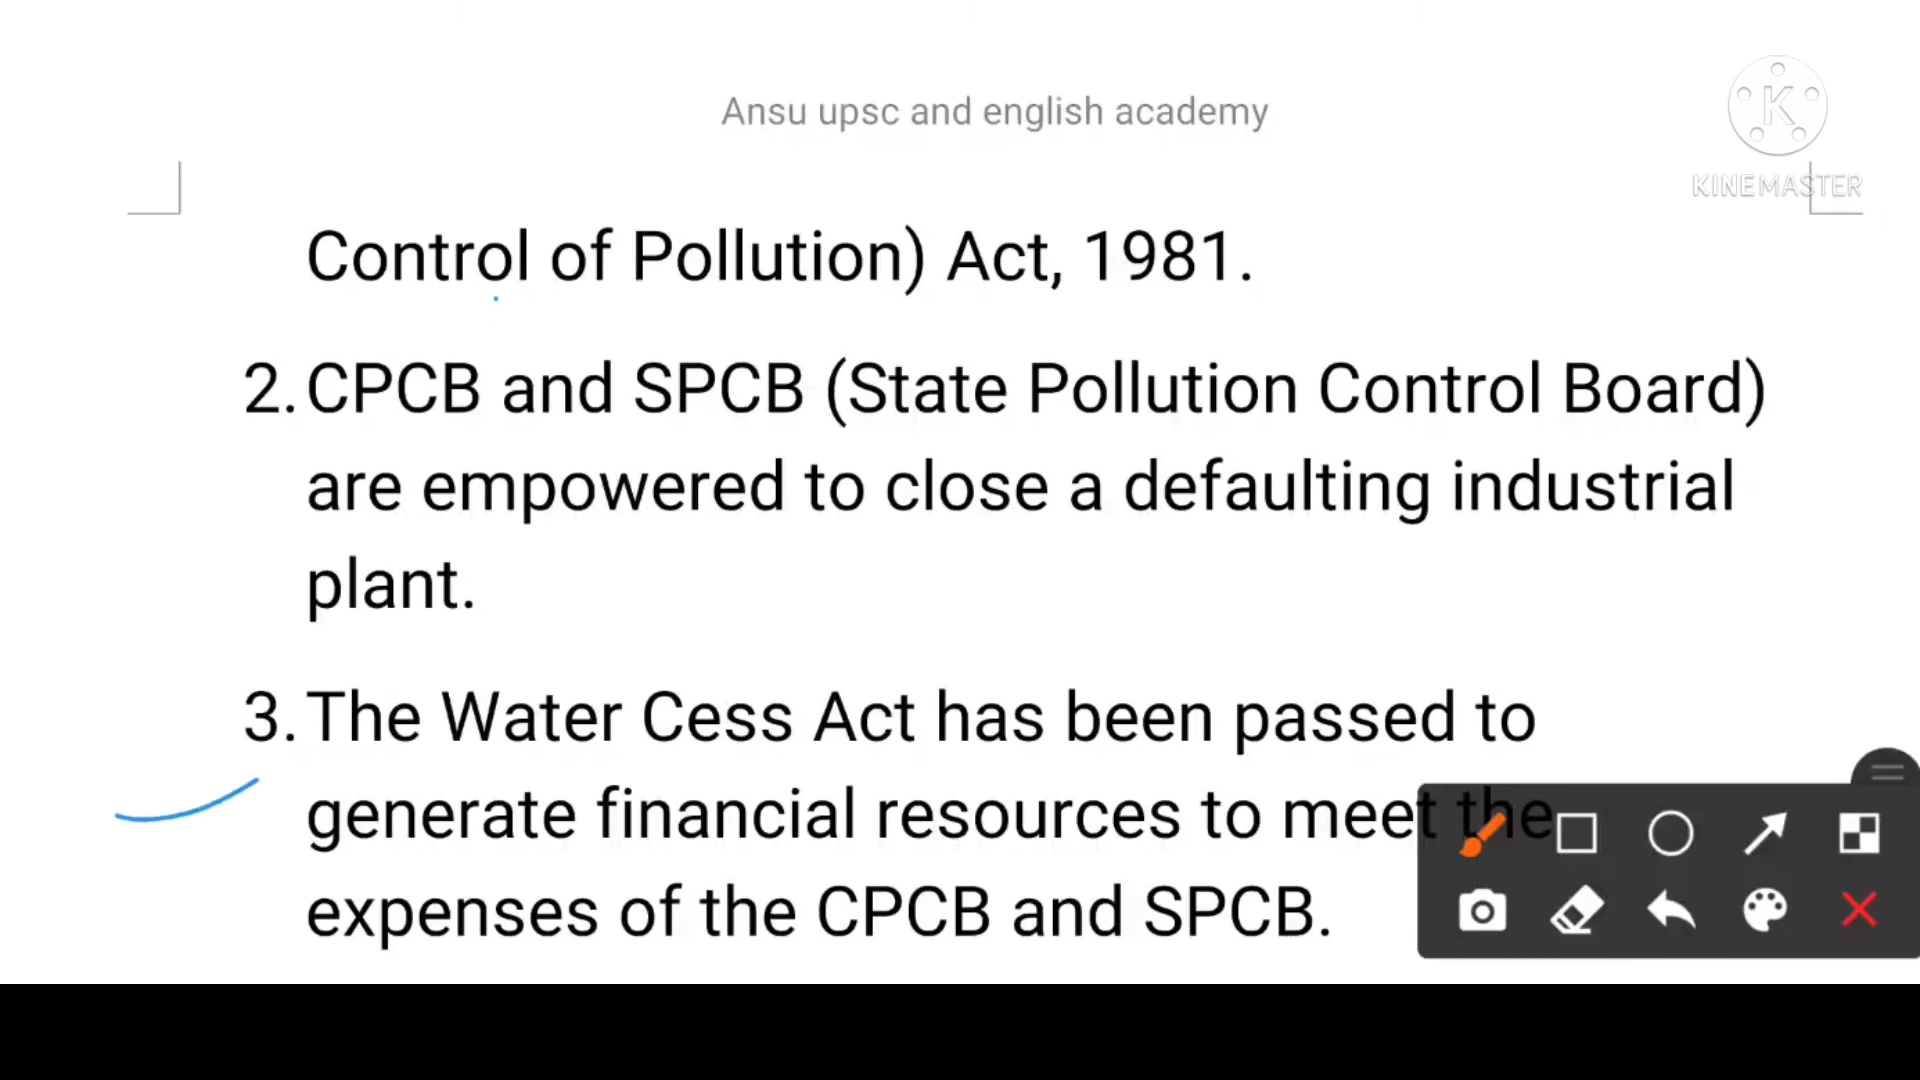 Ansu upsc and english academy
KINEMASTER
Control of Pollution) Act, 1981.
2. CPCB and SPCB (State Pollution Control Board)
are empowered to close a defaulting industrial
plant.
3. The Water Cess Act has been passed to
generate financial resources to meet the
expenses of the CPCB and SPCB.